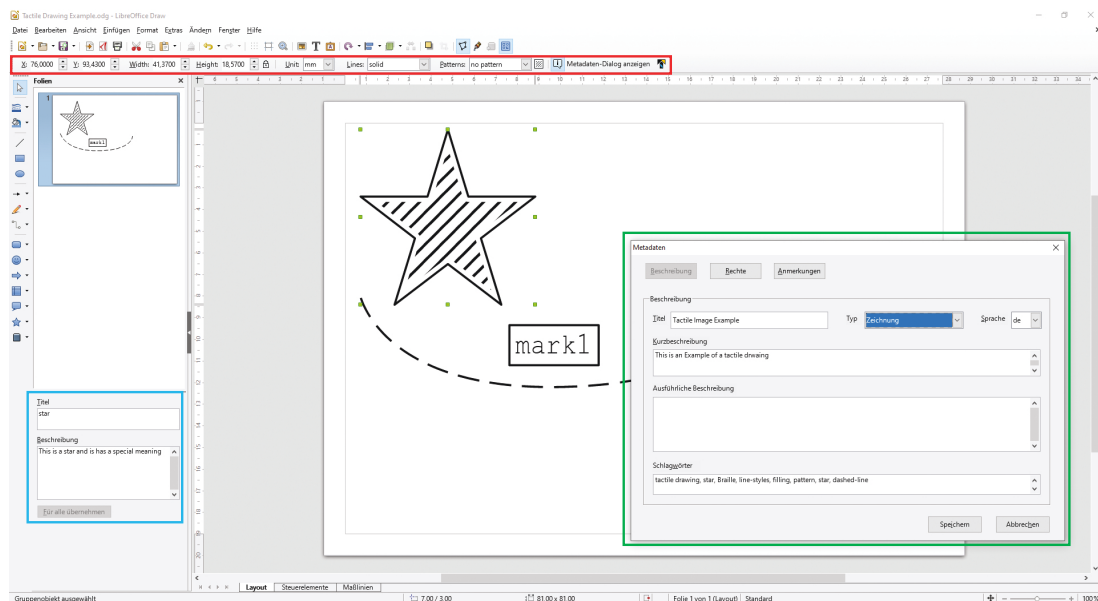 Tactile Drawing Example.odg - LibreOffice Draw
Datei Bearbeiten Ansicht Einfügen Format Extras Ändern Fenster Hilfe
X: 76,0000 Y: 93,4300 Width: 41,3700 Height: 18,5700 Unit: mm Lines: solid Patterns: no pattern Metadaten-Dialog anzeigen
Folien
1
mark1
mark1
Titel
star
Beschreibung
This is a star and is has a special meaning
Für alle übernehmen
Metadaten
Beschreibung Rechte Anmerkungen
Beschreibung
Titel Tactile Image Example Typ Zeichnung Sprache de
Kurzbeschreibung
This is an Example of a tactile drwaing
Ausführliche Beschreibung
Schlagwörter
tactile drawing, star, Braille, line-styles, filling, pattern, star, dashed-line
Speichern Abbrechen
Layout Steuerelemente Maßlinien
Gruppenobjekt ausgewählt 7.00 / 3.00 81.00 x 81.00 Folie 1 von 1 (Layout) Standard 100%